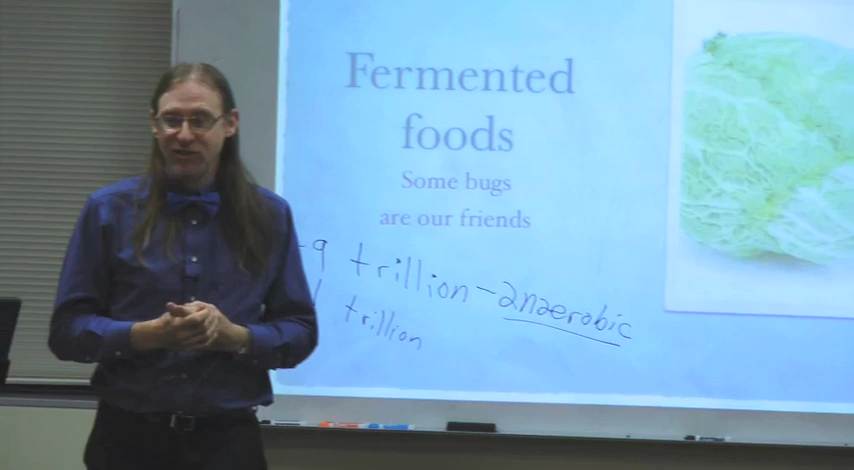 Fermented
foods
Some bugs
are our friends
-9 trillion-anaerobic
trillion